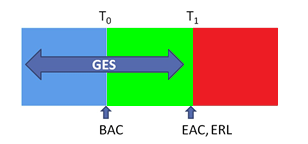 T0 T1
GES
BAC EAC, ERL